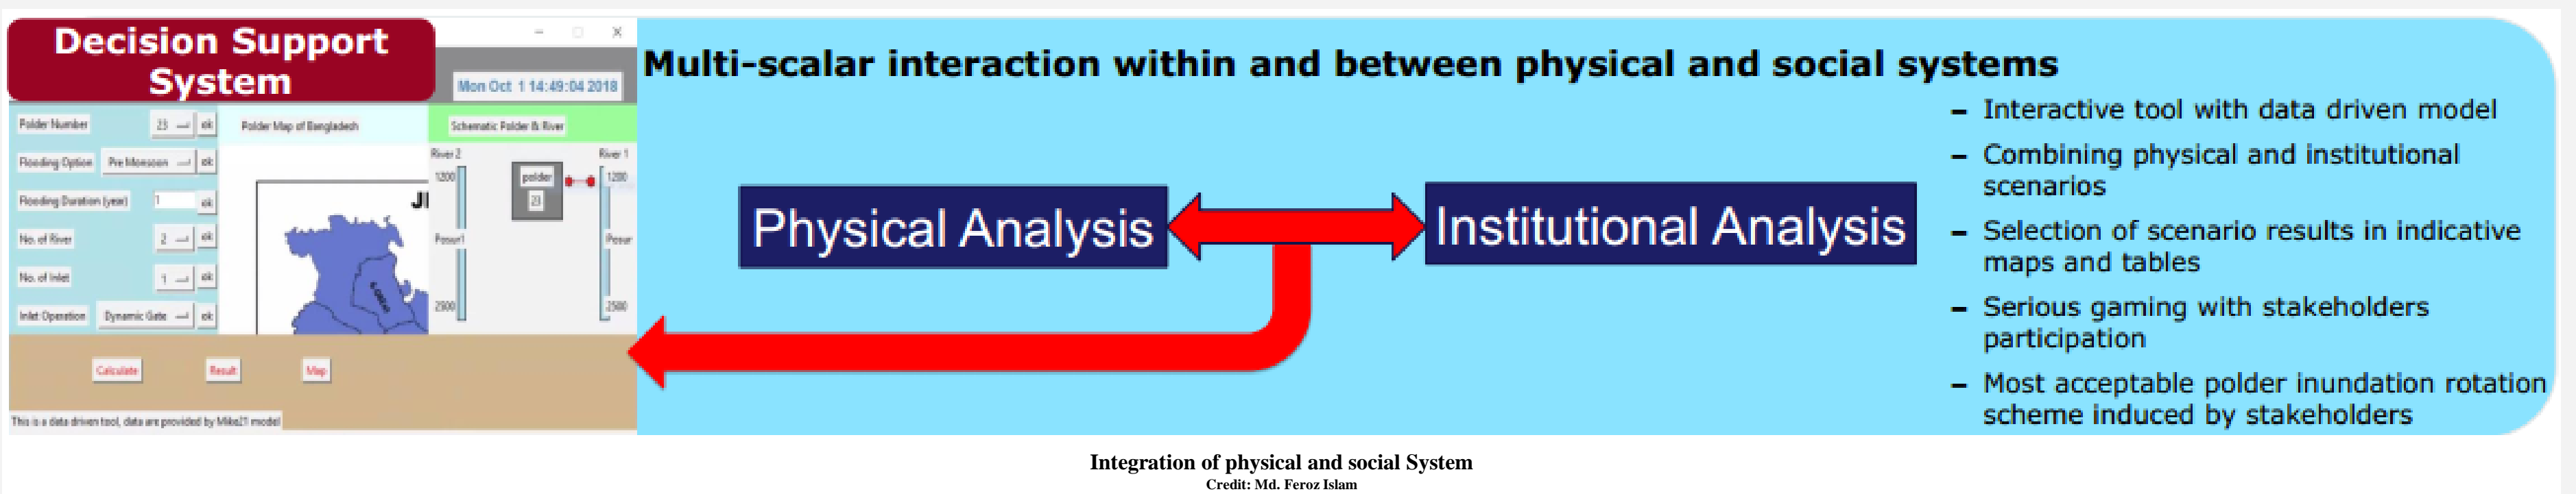 Decision Support
System
Mon Oct 1 14:49:04 2018
Polder Number
23
ok
Polder Map of Bangladesh
Schematic Polder & River
Flooding Option
Pre Monsoon
ok
Flooding Duration (year)
1
ok
No. of River
2
ok
No. of Inlet
1
ok
Inlet Operation
Dynamic Gate
ok
River 2
River 1
1200
polder
23
1200
Posur1
Posur
2500
2500
Calculate
Result
Map
This is a data driven tool, data are provided by Mike21 model
Multi-scalar interaction within and between physical and social systems
Physical Analysis
Institutional Analysis
– Interactive tool with data driven model
– Combining physical and institutional
scenarios
– Selection of scenario results in indicative
maps and tables
– Serious gaming with stakeholders
participation
– Most acceptable polder inundation rotation
scheme induced by stakeholders
Integration of physical and social System
Credit: Md. Feroz Islam